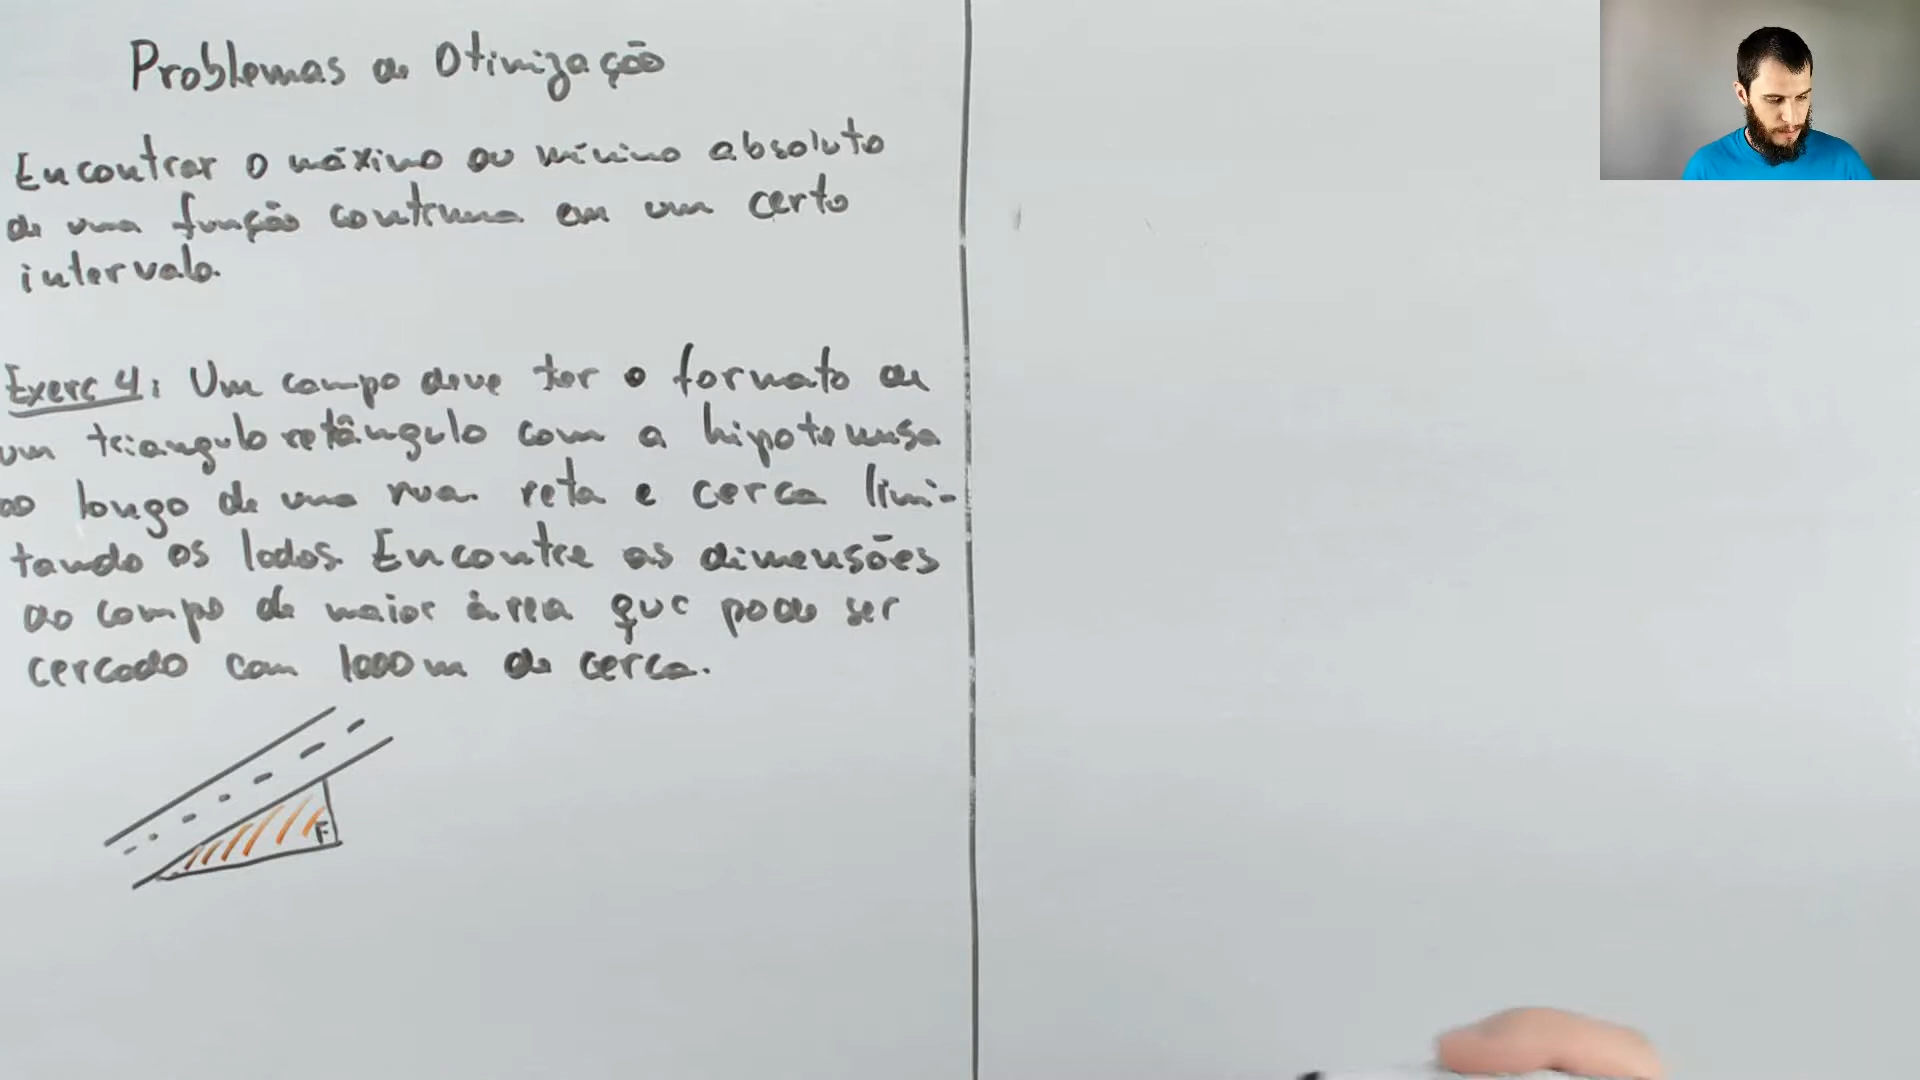 Problemas de Otimização
Encontrar o máximo ou mínimo absoluto
de uma função contínua em um certo
intervalo.
Exerc 4: Um campo deve ter o formato de
um triangulo retângulo com a hipotenusa
ao longo de uma rua reta e cerca limi-
tando os lados. Encontre as dimensões
do campo de maior área que pode ser
cercado com 1000m de cerca.